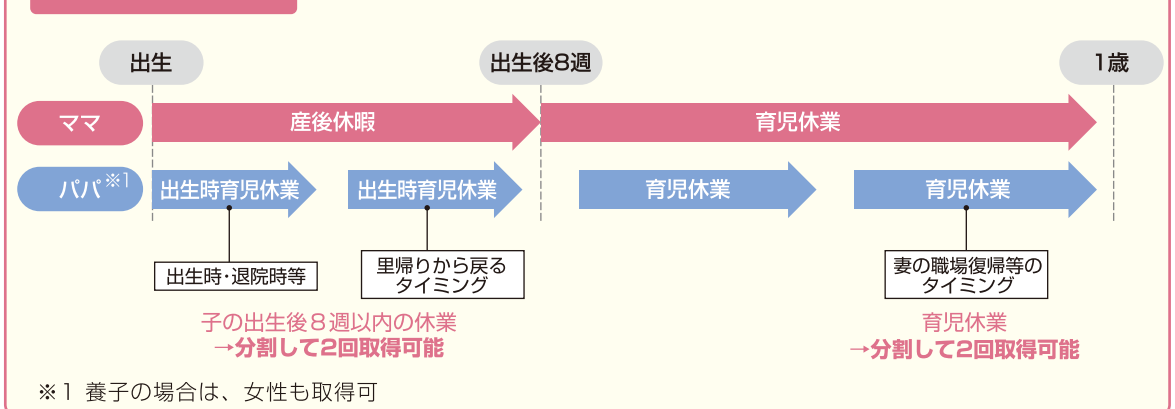 出生
出生後8週
1歳
ママ
産後休暇
育児休業
パパ※1
出生時育児休業
出生時育児休業
育児休業
育児休業
出生時・退院時等
里帰りから戻る
タイミング
妻の職場復帰等の
タイミング
子の出生後8週以内の休業
→分割して2回取得可能
育児休業
→分割して2回取得可能
※1 養子の場合は、女性も取得可